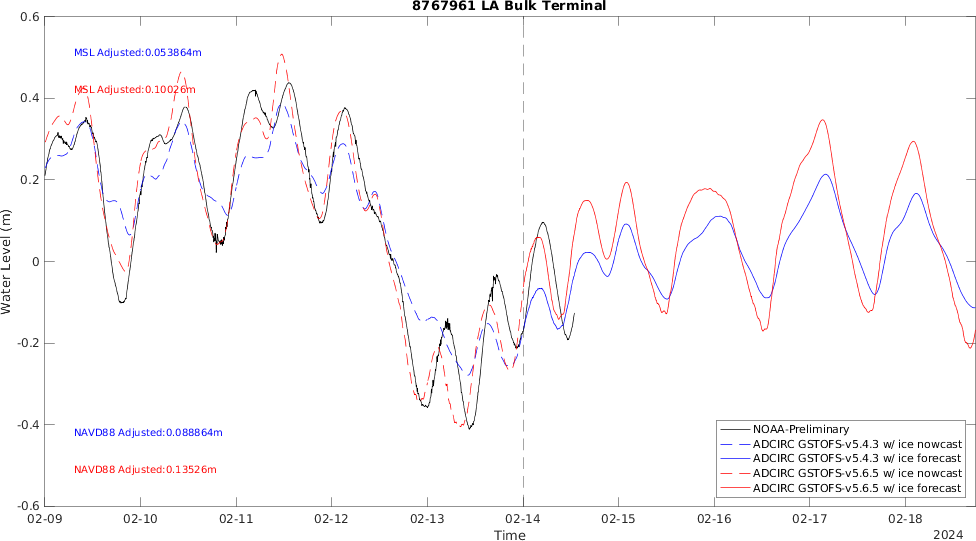 8767961 LA Bulk Terminal
0.6
MSL Adjusted:0.053864m
MSL Adjusted:0.10026m
0.4
0.2
0
-0.2
-0.4
-0.6
Water Level (m)
NAVD88 Adjusted:0.088864m
NAVD88 Adjusted:0.13526m
NOAA-Preliminary
ADCIRC GSTOFS-v5.4.3 w/ ice nowcast
ADCIRC GSTOFS-v5.4.3 w/ ice forecast
ADCIRC GSTOFS-v5.6.5 w/ ice nowcast
ADCIRC GSTOFS-v5.6.5 w/ ice forecast
02-09 02-10 02-11 02-12 02-13 02-14 02-15 02-16 02-17 02-18
Time
2024